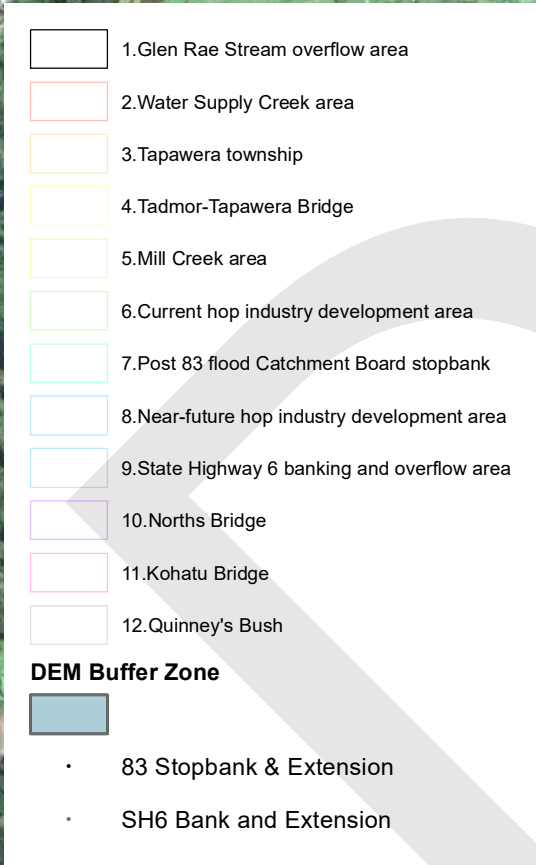 1.Glen Rae Stream overflow area
2.Water Supply Creek area
3.Tapawera township
4.Tadmor-Tapawera Bridge
5.Mill Creek area
6.Current hop industry development area
7.Post 83 flood Catchment Board stopbank
8.Near-future hop industry development area
9.State Highway 6 banking and overflow area
10.Norths Bridge
11.Kohatu Bridge
12.Quinney's Bush
DEM Buffer Zone
83 Stopbank & Extension
SH6 Bank and Extension